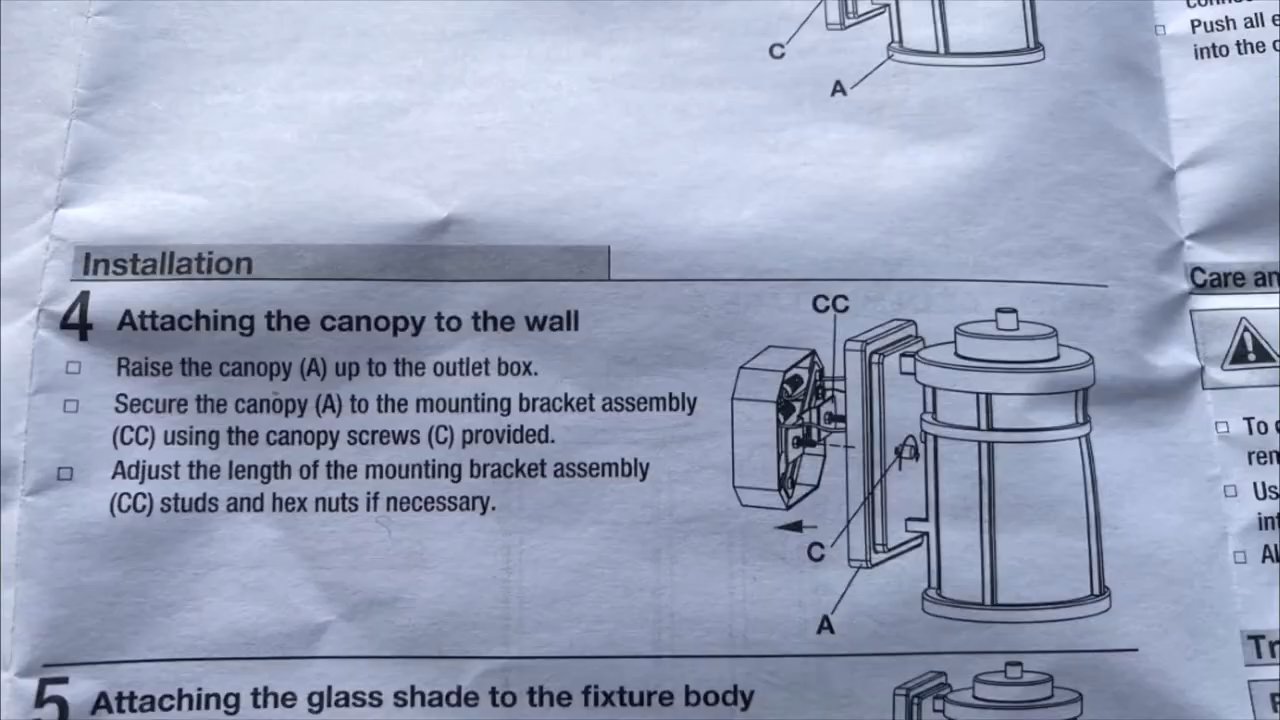 C
A
Push all
into the
Installation
4 Attaching the canopy to the wall
□ Raise the canopy (A) up to the outlet box.
□ Secure the canopy (A) to the mounting bracket assembly
(CC) using the canopy screws (C) provided.
□ Adjust the length of the mounting bracket assembly
(CC) studs and hex nuts if necessary.
CC
C
A
5 Attaching the glass shade to the fixture body
Care
□ To
□ Us
□ Al
Tr